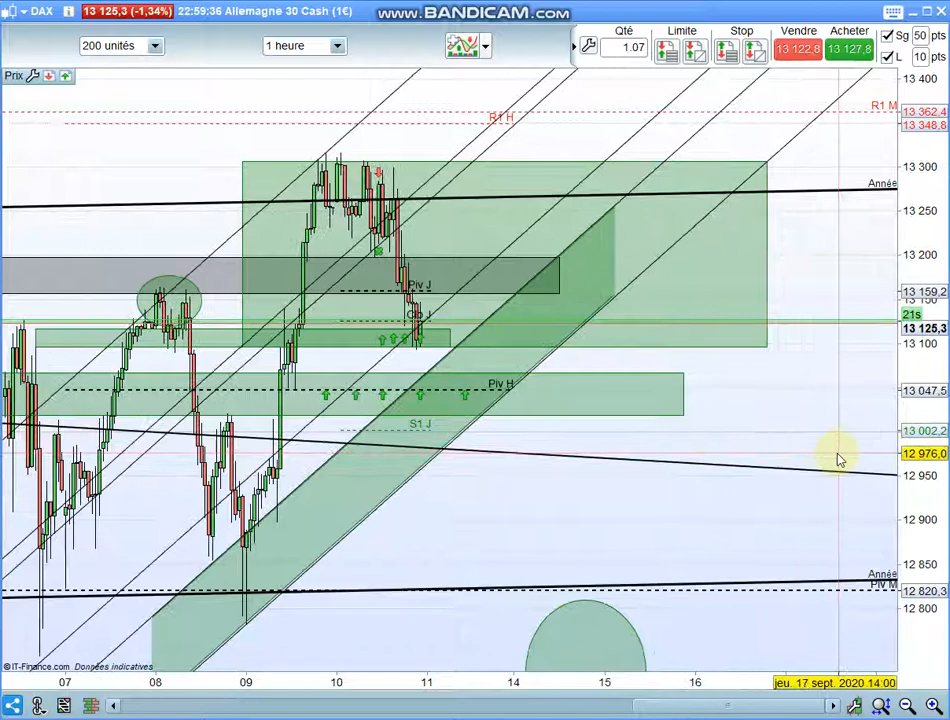 DAX
13 125,3 (-1,34%)
22:59:36 Allemagne 30 Cash (1€)
www.BANDICAM.com
200 unités
1 heure
Qté
1.07
Limite
Stop
Vendre
13 122,8
Acheter
13 127,8
Sg 50 pts
L 10 pts
Prix
13 400
R1 M
13 362,4
R1 H
13 348,8
13 300
Année
13 250
13 200
Piv J
13 159,2
21s
13 125,3
13 100
Piv H
13 047,5
S1 J
13 002,2
12 976,0
12 950
12 900
12 850
Année
Piv M
12 820,3
12 800
© IT-Finance.com Données indicatives
07
08
09
10
11
14
15
16
jeu. 17 sept. 2020 14:00